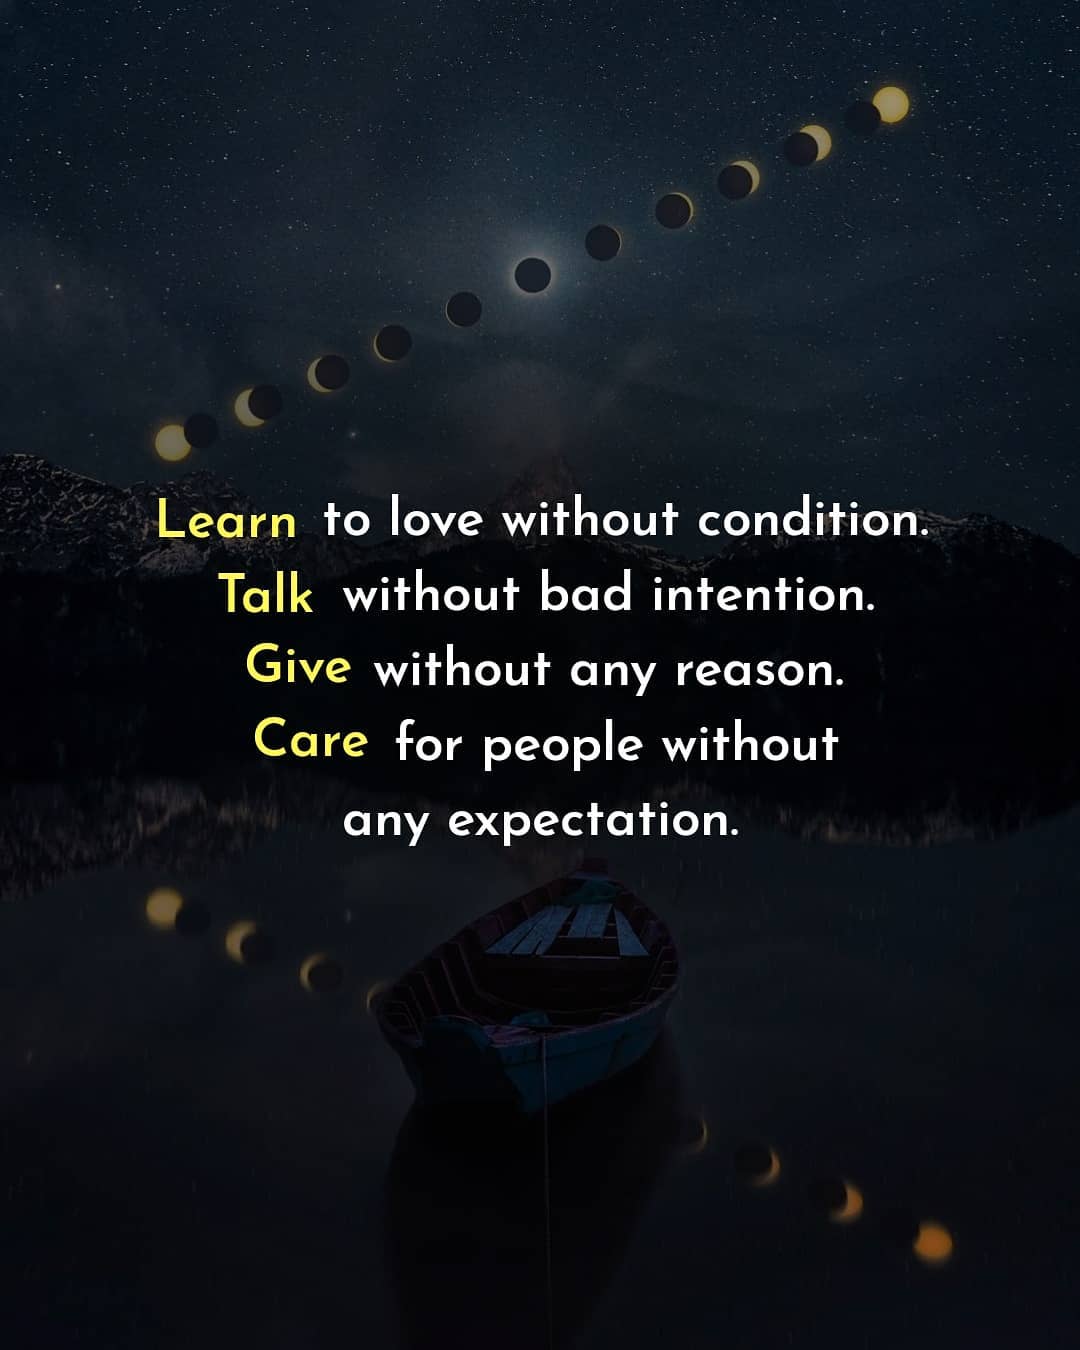 Learn to love without condition.
Talk without bad intention.
Give without any reason.
Care for people without
any expectation.